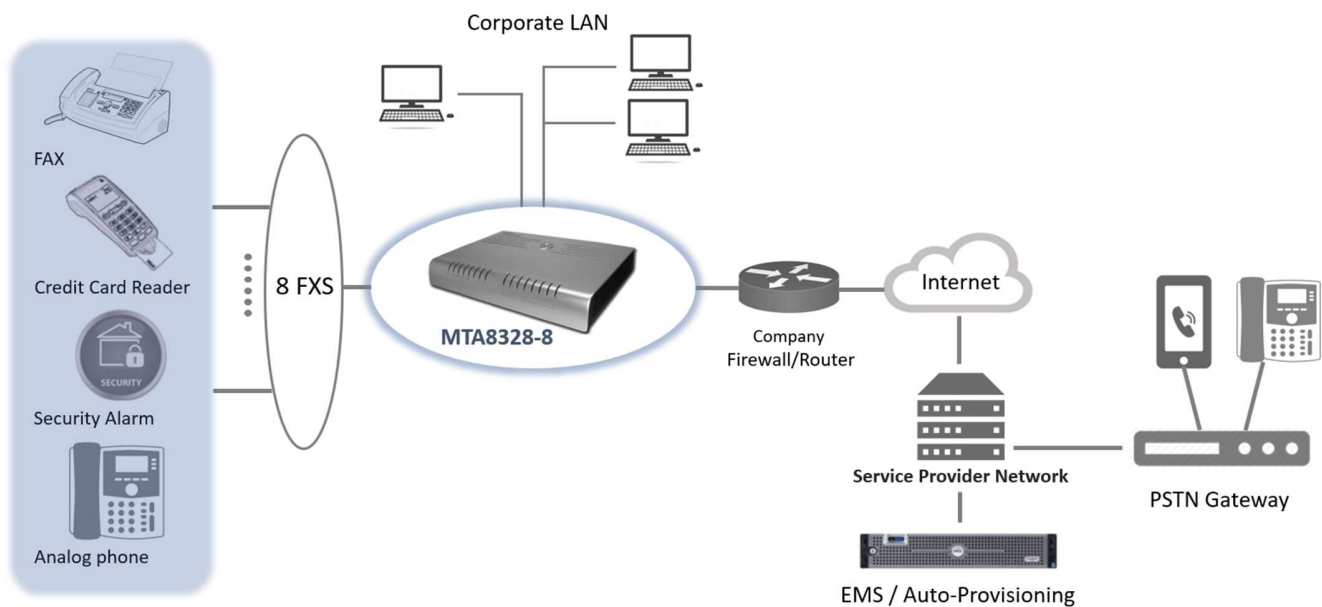 Corporate LAN
FAX
Credit Card Reader
SECURITY
Security Alarm
Analog phone
8 FXS
MTA8328-8
Company
Firewall/Router
Internet
Service Provider Network
EMS / Auto-Provisioning
PSTN Gateway